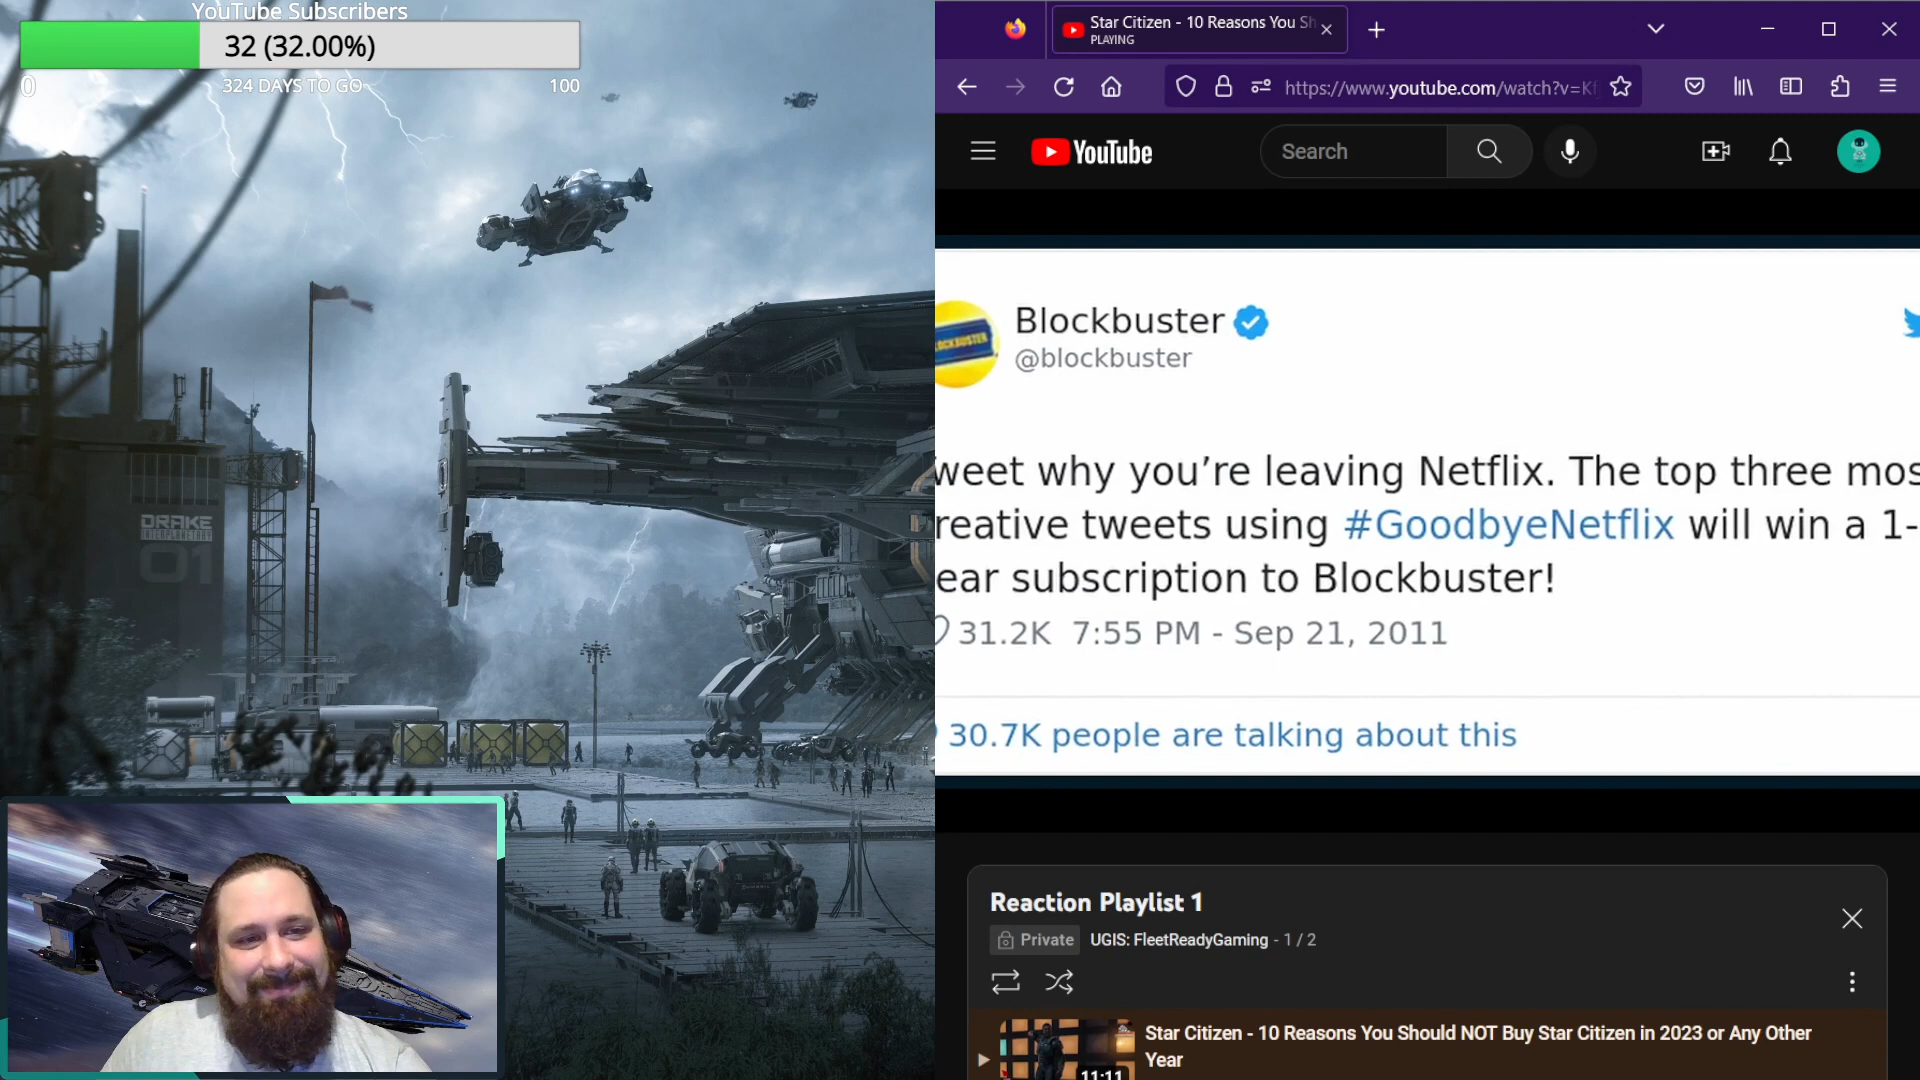 YouTube Subscribers
32 (32.00%)
0
324 DAYS TO GO
100
DRAKE
INTERPLANETARY
01
Star Citizen - 10 Reasons You Sh
PLAYING
https://www.youtube.com/watch?v=K
YouTube
Search
Blockbuster
@blockbuster
weet why you’re leaving Netflix. The top three mos
reative tweets using #GoodbyeNetflix will win a 1-
ear subscription to Blockbuster!
31.2K 7:55 PM - Sep 21, 2011
30.7K people are talking about this
Reaction Playlist 1
Private UGIS: FleetReadyGaming - 1 / 2
Star Citizen - 10 Reasons You Should NOT Buy Star Citizen in 2023 or Any Other
Year
11:11